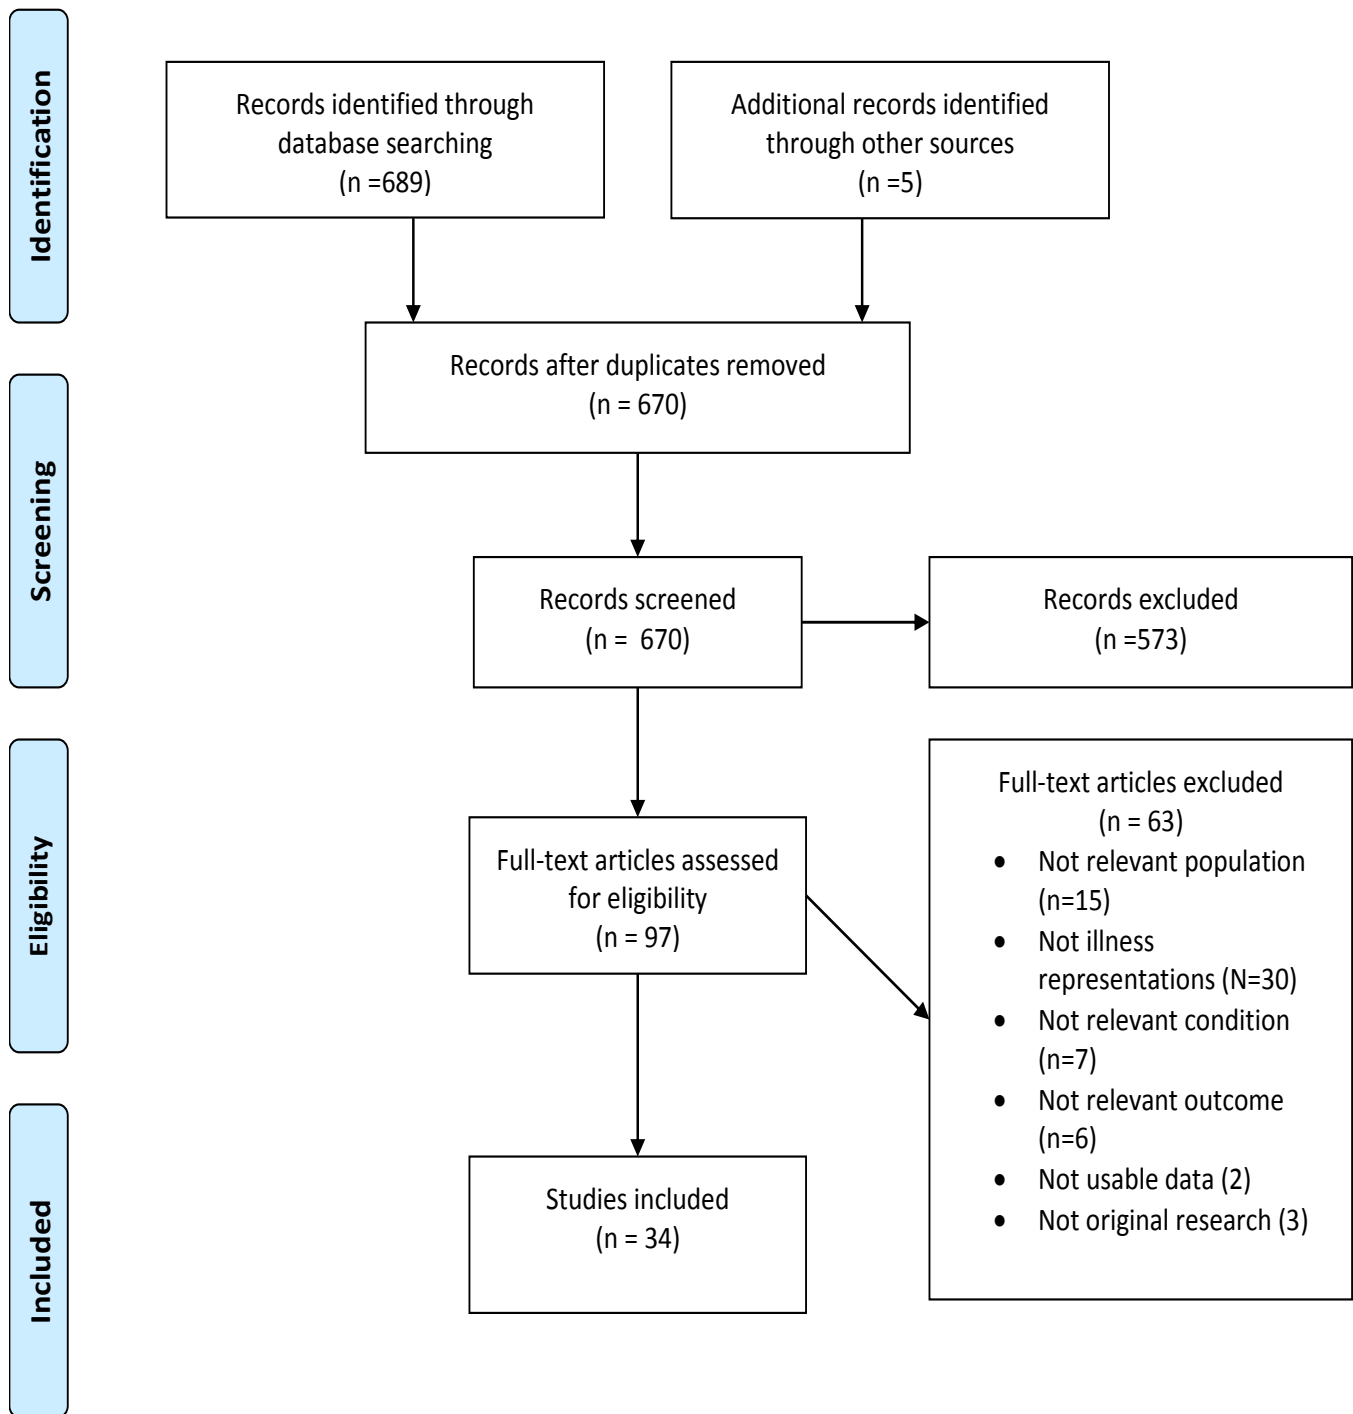 Identification
Records identified through
database searching
(n =689)
Additional records identified
through other sources
(n =5)
Records after duplicates removed
(n = 670)
Screening
Records screened
(n =  670)
Records excluded
(n =573)
Eligibility
Full-text articles assessed
for eligibility
(n = 97)
Full-text articles excluded
(n = 63)
• Not relevant population
(n=15)
• Not illness
representations (N=30)
• Not relevant condition
(n=7)
• Not relevant outcome
(n=6)
• Not usable data (2)
• Not original research (3)
Included
Studies included
(n = 34)